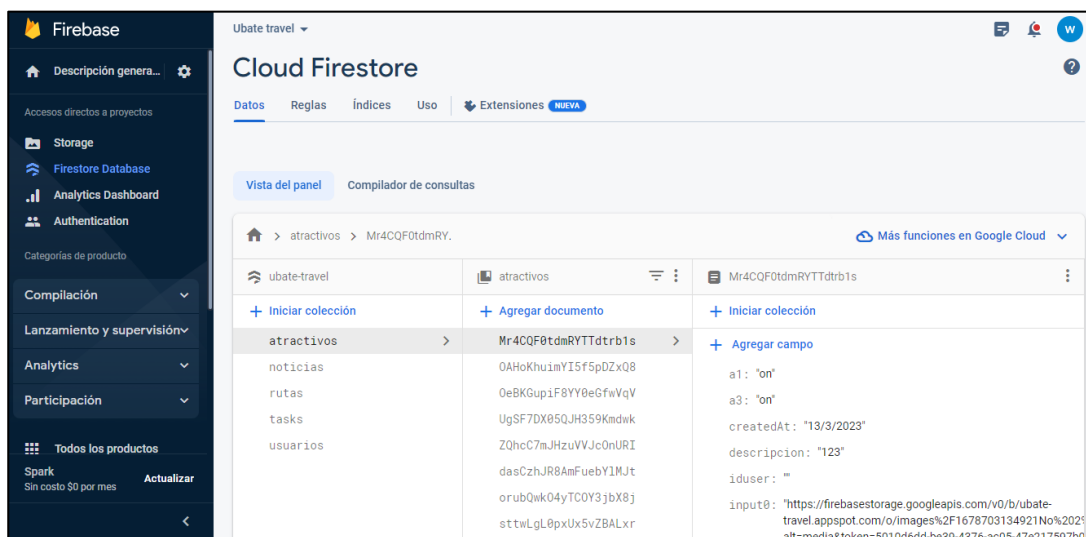 Firebase
Descripción genera...
Accesos directos a proyectos
Storage
Firestore Database
Analytics Dashboard
Authentication
Categorías de producto
Compilación
Lanzamiento y supervisión
Analytics
Participación
Todos los productos
Spark
Sin costo $0 por mes
Actualizar
Ubate travel
W
Cloud Firestore
Datos Reglas Índices Uso Extensiones NUEVA
Vista del panel Compilador de consultas
atractivos > Mr4CQF0tdmRY.
Más funciones en Google Cloud
ubate-travel
+ Iniciar colección
atractivos
noticias
rutas
tasks
usuarios
atractivos
+ Agregar documento
Mr4CQF0tdmRYTTdtrb1s
OAHoKhuimYI5f5pDZxQ8
OeBKGupiF8YY0eGfwVqV
UgSF7DX05QJH359Kmdwk
ZQhcC7mJHzuVVJcOnURI
dasCzhJR8AmFuebYlMJt
orubQwkO4yTCOY3jbX8j
sttwLgL0pxUx5vZBALxr
Mr4CQF0tdmRYTTdtrb1s
+ Iniciar colección
+ Agregar campo
a1: "on"
a3: "on"
createdAt: "13/3/2023"
descripcion: "123"
iduser: ""
input0: "https://firebasestorage.googleapis.com/v0/b/ubate-
travel.appspot.com/o/images%2F1678703134921No%202